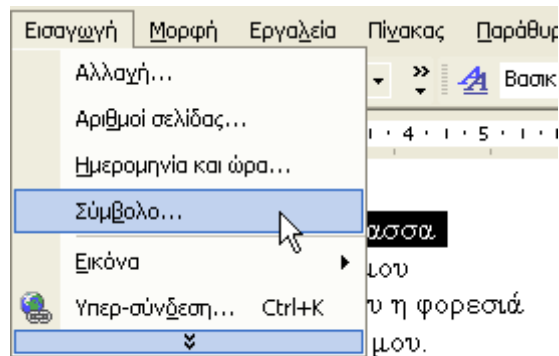 Εισαγωγή Μορφή Εργαλεία Πίνακας Παράθυρ
Αλλαγή...
Βασικ
Αριθμοί σελίδας...
4 5
Ημερομηνία και ώρα...
Σύμβολο...
ασσα
Εικόνα
μου
Υπερ-σύνδεση... Ctrl+K
υ η φορεσιά
μου.